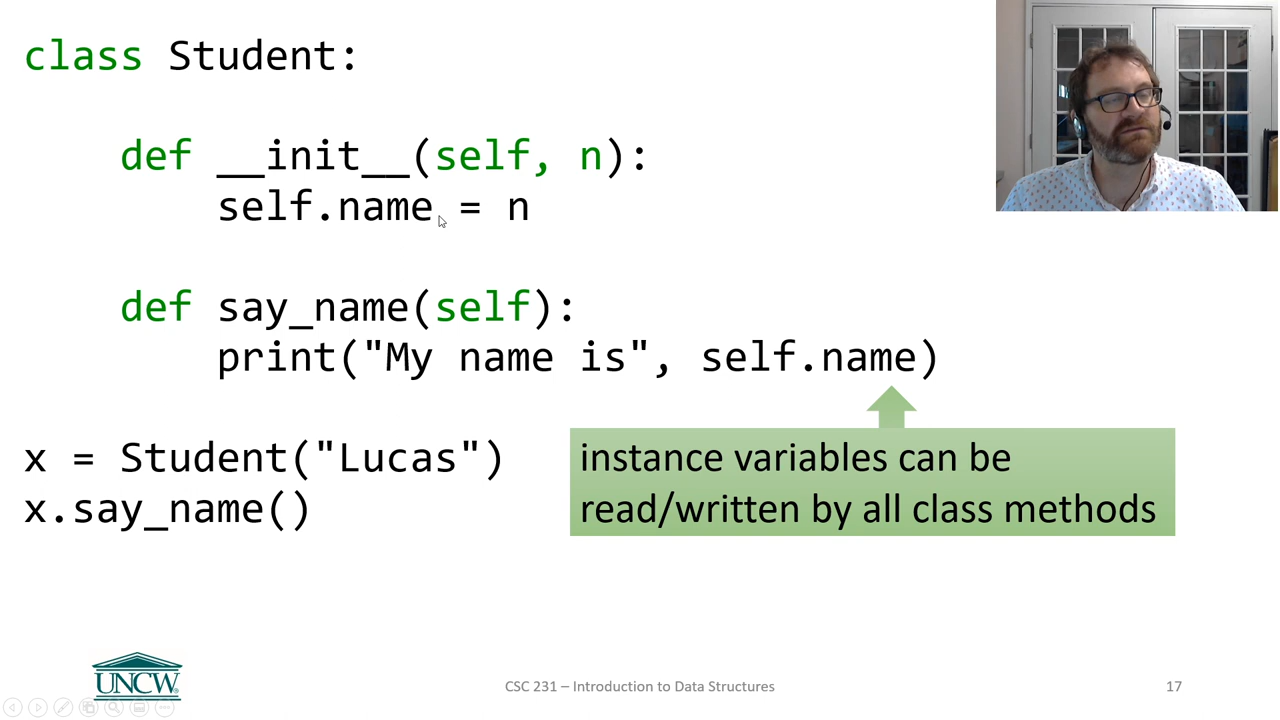 class Student:
    def __init__(self, n):
        self.name = n
    def say_name(self):
        print("My name is", self.name)
x = Student("Lucas")
x.say_name()
instance variables can be
read/written by all class methods
UNCW
CSC 231 – Introduction to Data Structures
17